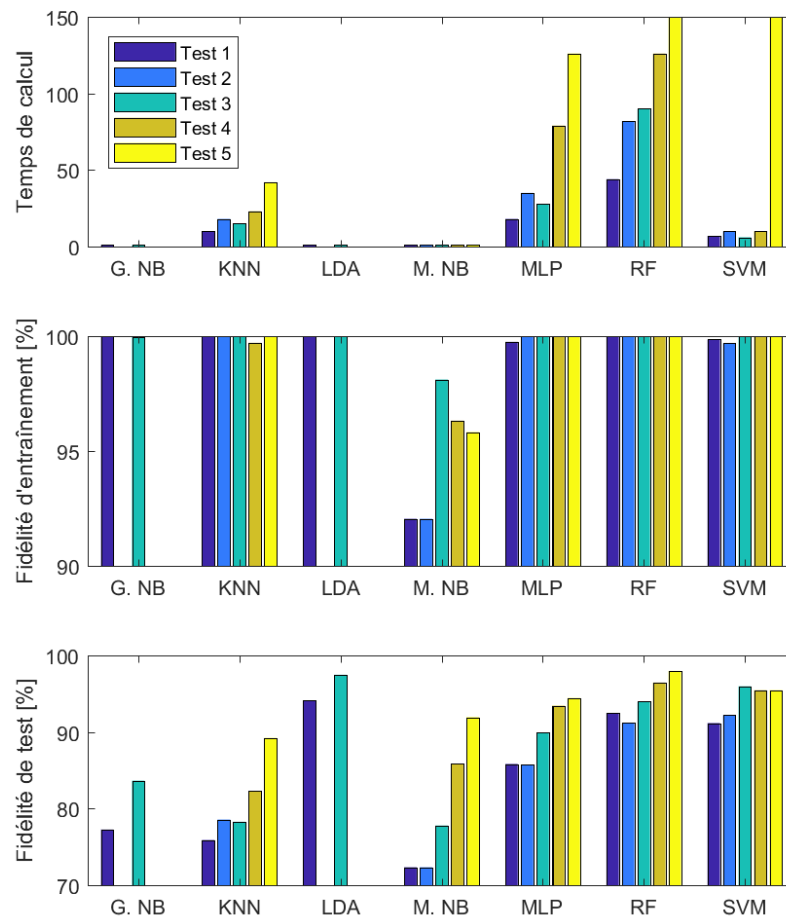 Temps de calcul
150
100
50
0
Test 1
Test 2
Test 3
Test 4
Test 5
G. NB KNN LDA M. NB MLP RF SVM
Fidélité d'entraînement [%]
100
95
90
G. NB KNN LDA M. NB MLP RF SVM
Fidélité de test [%]
100
90
80
70
G. NB KNN LDA M. NB MLP RF SVM